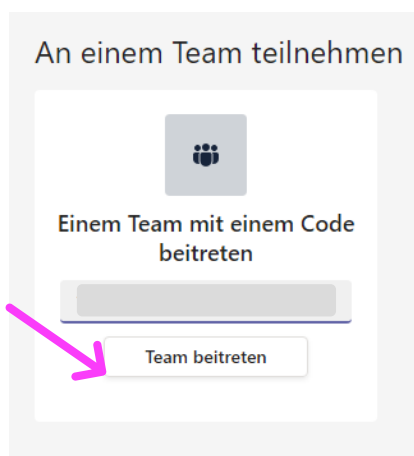 An einem Team teilnehmen
Einem Team mit einem Code
beitreten
Team beitreten